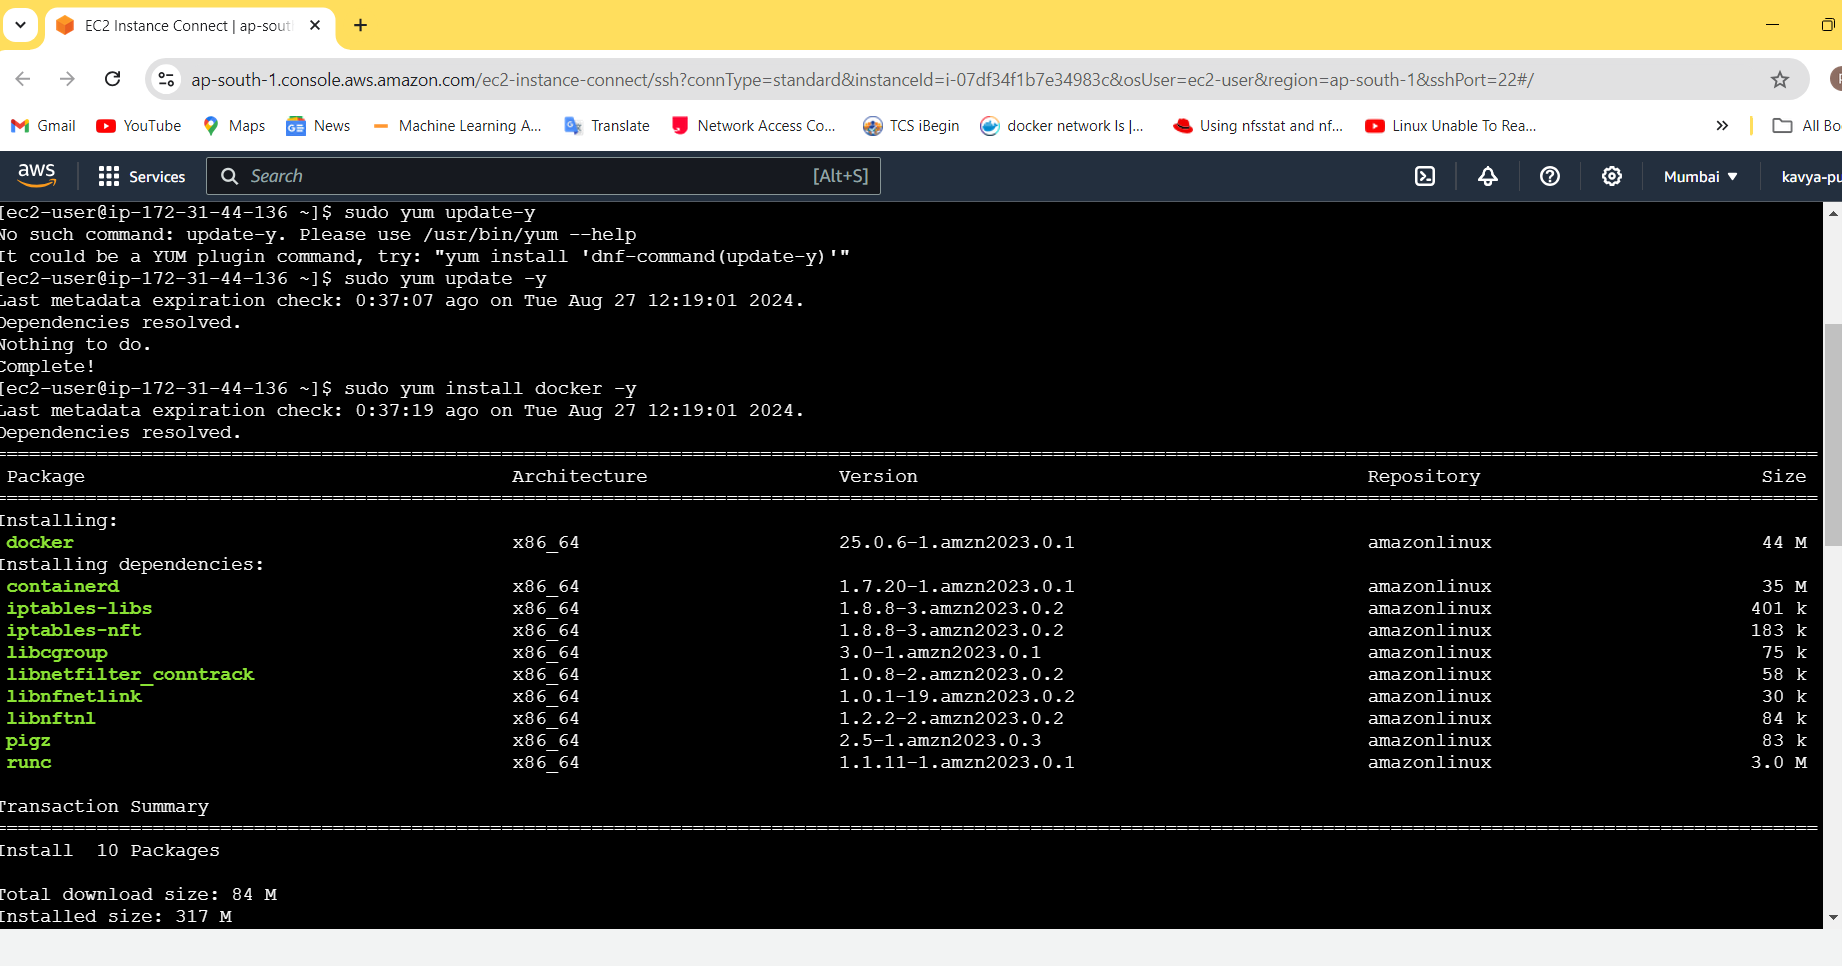 EC2 Instance Connect | ap-sout
ap-south-1.console.aws.amazon.com/ec2-instance-connect/ssh?connType=standard&instanceId=i-07df34f1b7e34983c&osUser=ec2-user&region=ap-south-1&sshPort=22#/
Gmail YouTube Maps News Machine Learning A... Translate Network Access Co... TCS iBegin docker network ls |... Using nfsstat and nf... Linux Unable To Rea... » All Bo
aws Services Search [Alt+S] Mumbai ▼ kavya-pu
[ec2-user@ip-172-31-44-136 ~]$ sudo yum update-y
No such command: update-y. Please use /usr/bin/yum --help
It could be a YUM plugin command, try: "yum install 'dnf-command(update-y)'"
[ec2-user@ip-172-31-44-136 ~]$ sudo yum update -y
Last metadata expiration check: 0:37:07 ago on Tue Aug 27 12:19:01 2024.
Dependencies resolved.
Nothing to do.
Complete!
[ec2-user@ip-172-31-44-136 ~]$ sudo yum install docker -y
Last metadata expiration check: 0:37:19 ago on Tue Aug 27 12:19:01 2024.
Dependencies resolved.
Package Architecture Version Repository Size
Installing:
docker x86_64 25.0.6-1.amzn2023.0.1 amazonlinux 44 M
Installing dependencies:
containerd x86_64 1.7.20-1.amzn2023.0.1 amazonlinux 35 M
iptables-libs x86_64 1.8.8-3.amzn2023.0.2 amazonlinux 401 k
iptables-nft x86_64 1.8.8-3.amzn2023.0.2 amazonlinux 183 k
libcgroup x86_64 3.0-1.amzn2023.0.1 amazonlinux 75 k
libnetfilter_conntrack x86_64 1.0.8-2.amzn2023.0.2 amazonlinux 58 k
libnfnetlink x86_64 1.0.1-19.amzn2023.0.2 amazonlinux 30 k
libnftnl x86_64 1.2.2-2.amzn2023.0.2 amazonlinux 84 k
pigz x86_64 2.5-1.amzn2023.0.3 amazonlinux 83 k
runc x86_64 1.1.11-1.amzn2023.0.1 amazonlinux 3.0 M
Transaction Summary
Install 10 Packages
Total download size: 84 M
Installed size: 317 M